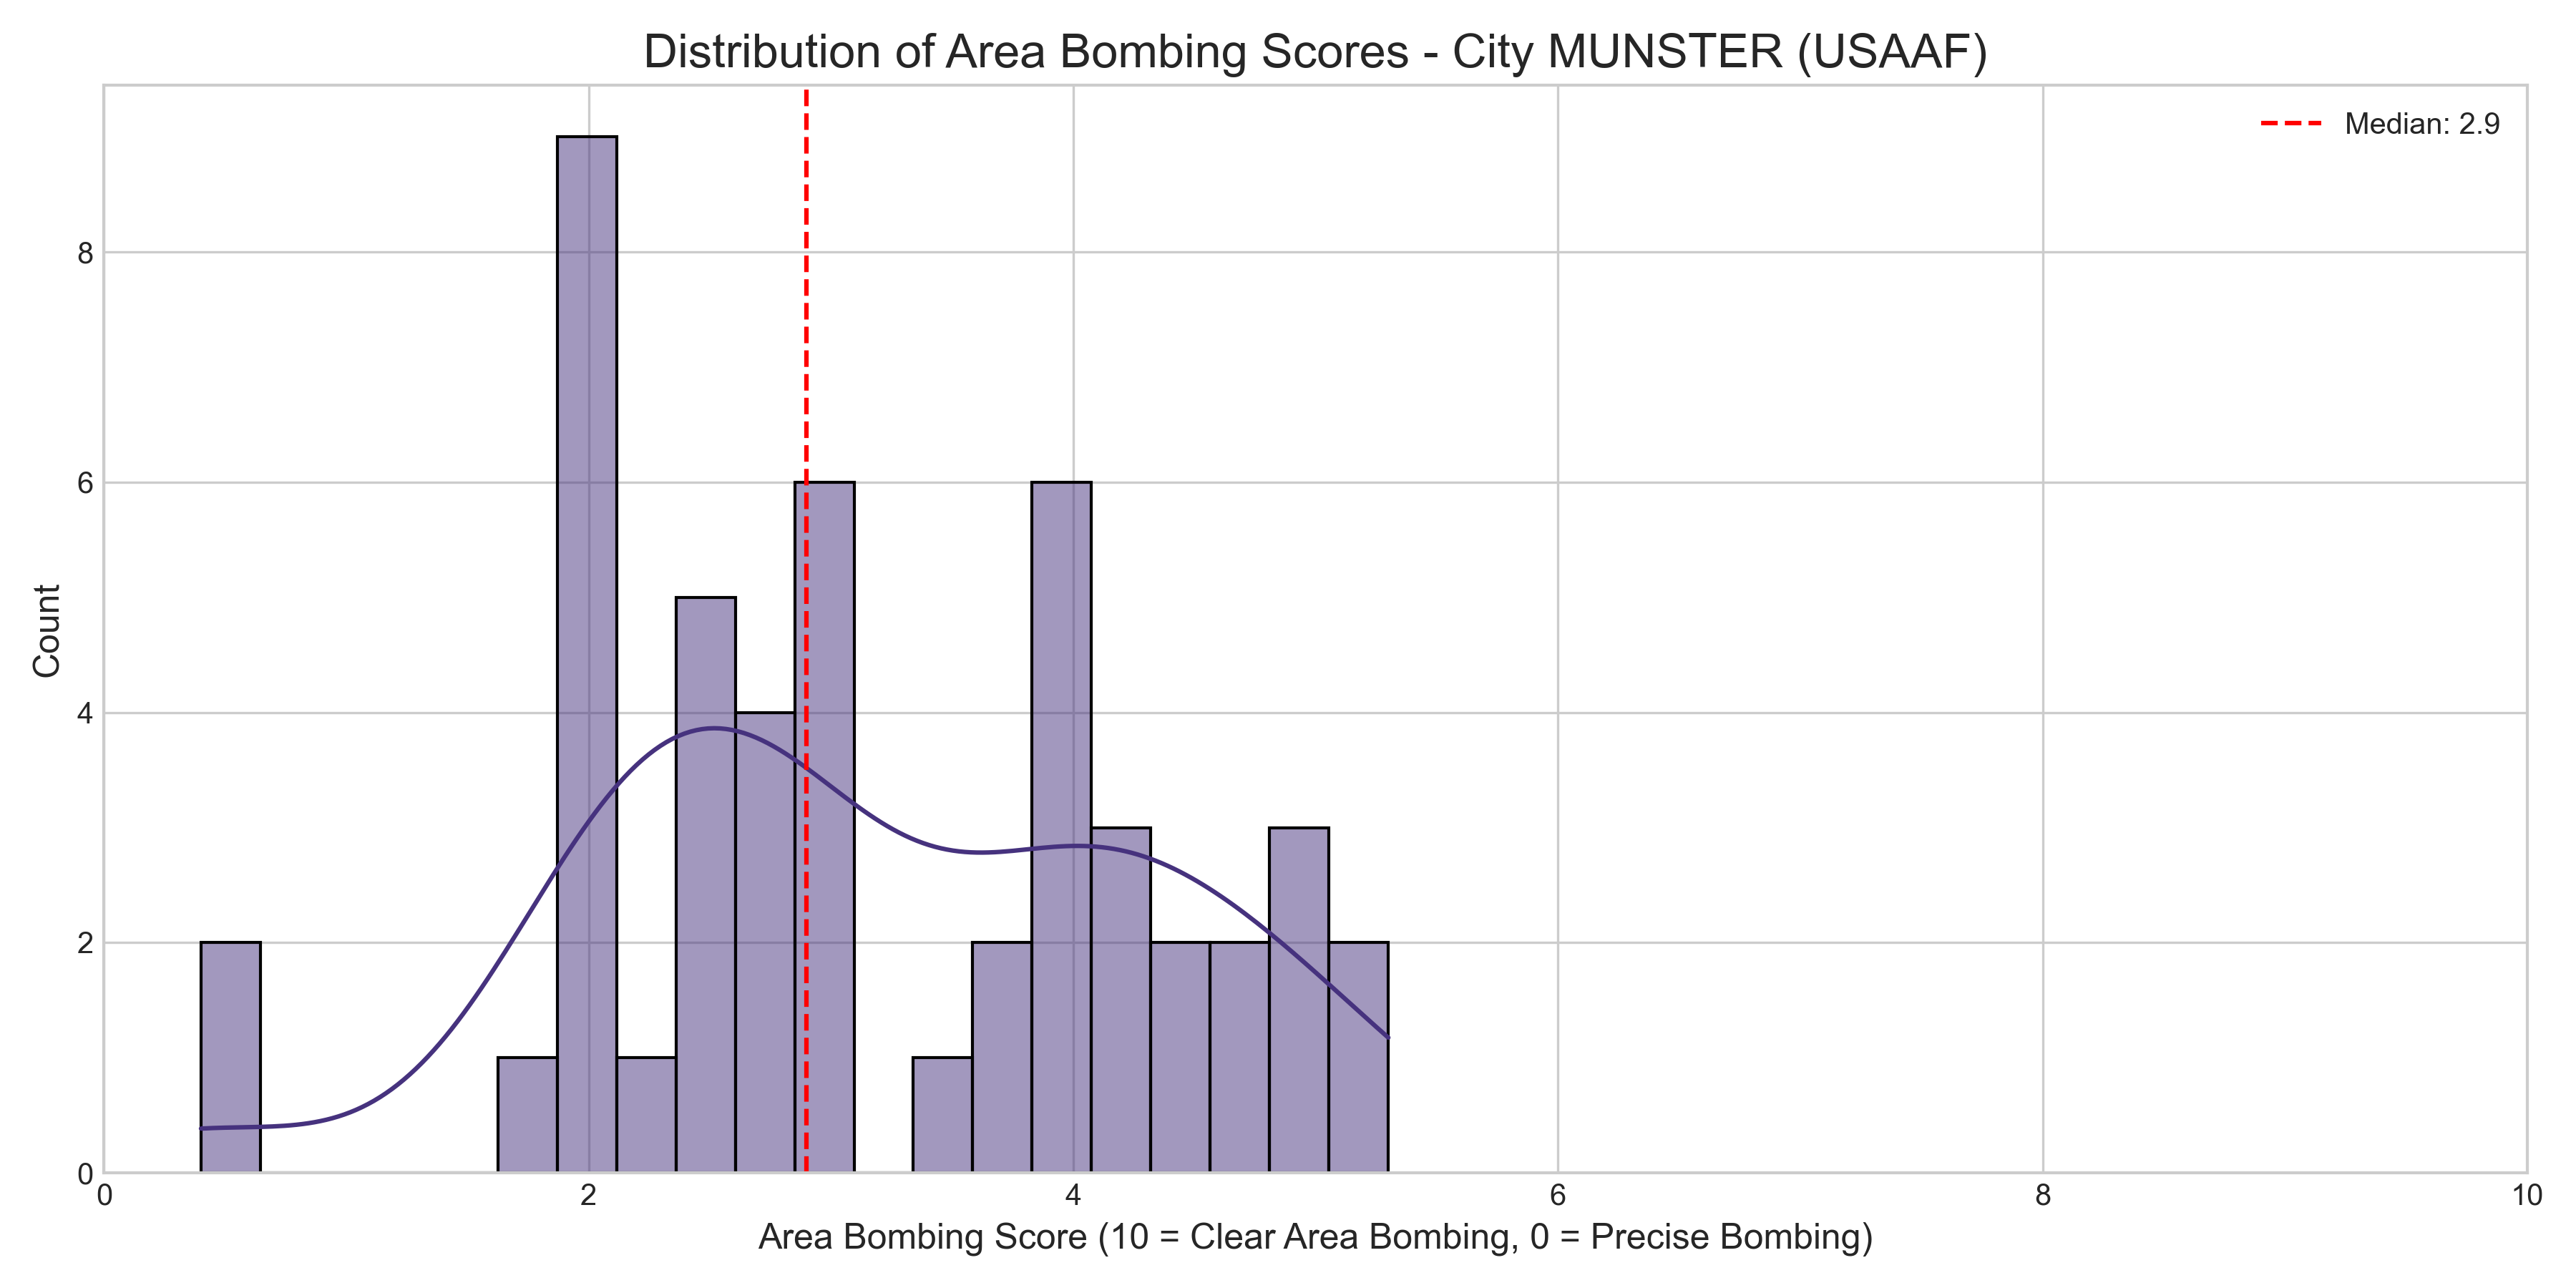 Distribution of Area Bombing Scores - City MUNSTER (USAAF)
Median: 2.9
Count
8
6
4
2
0
0 2 4 6 8 10
Area Bombing Score (10 = Clear Area Bombing, 0 = Precise Bombing)